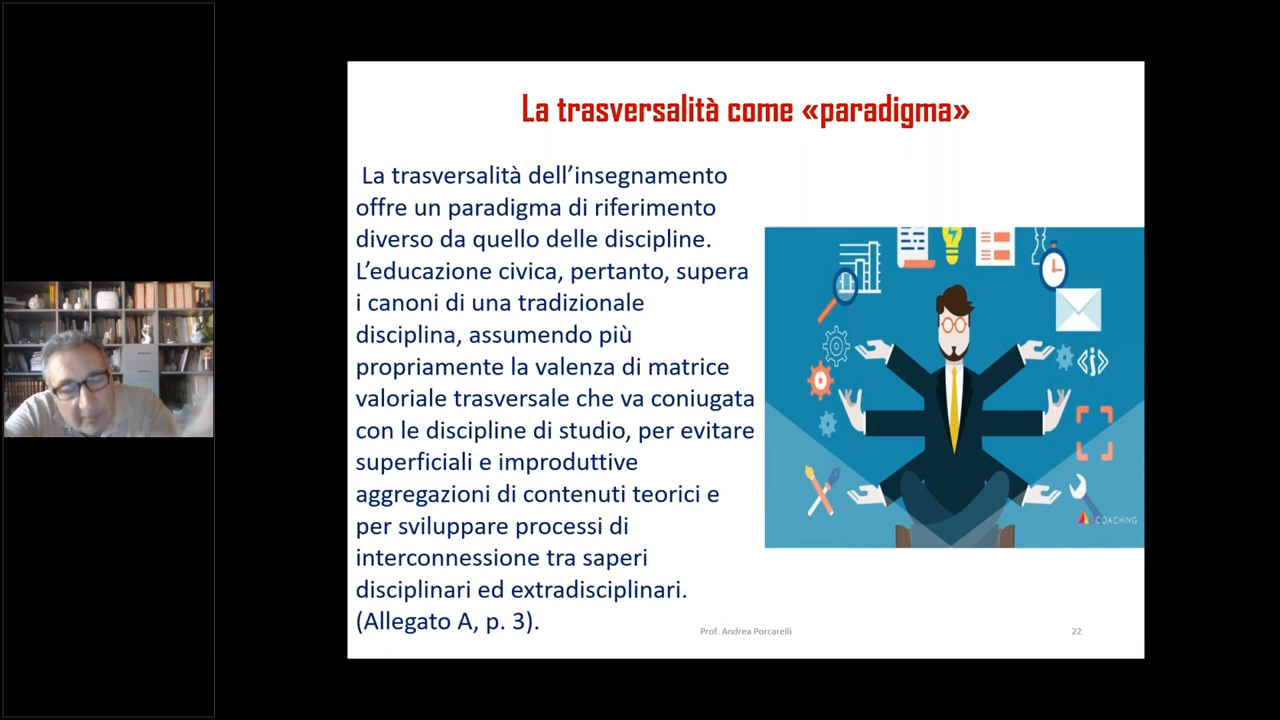 La trasversalità come «paradigma»
La trasversalità dell'insegnamento
offre un paradigma di riferimento
diverso da quello delle discipline.
L'educazione civica, pertanto, supera
i canoni di una tradizionale
disciplina, assumendo più
propriamente la valenza di matrice
valoriale trasversale che va coniugata
con le discipline di studio, per evitare
superficiali e improduttive
aggregazioni di contenuti teorici e
per sviluppare processi di
interconnessione tra saperi
disciplinari ed extradisciplinari.
(Allegato A, p. 3).
COACHING
Prof. Andrea Porcarelli
22